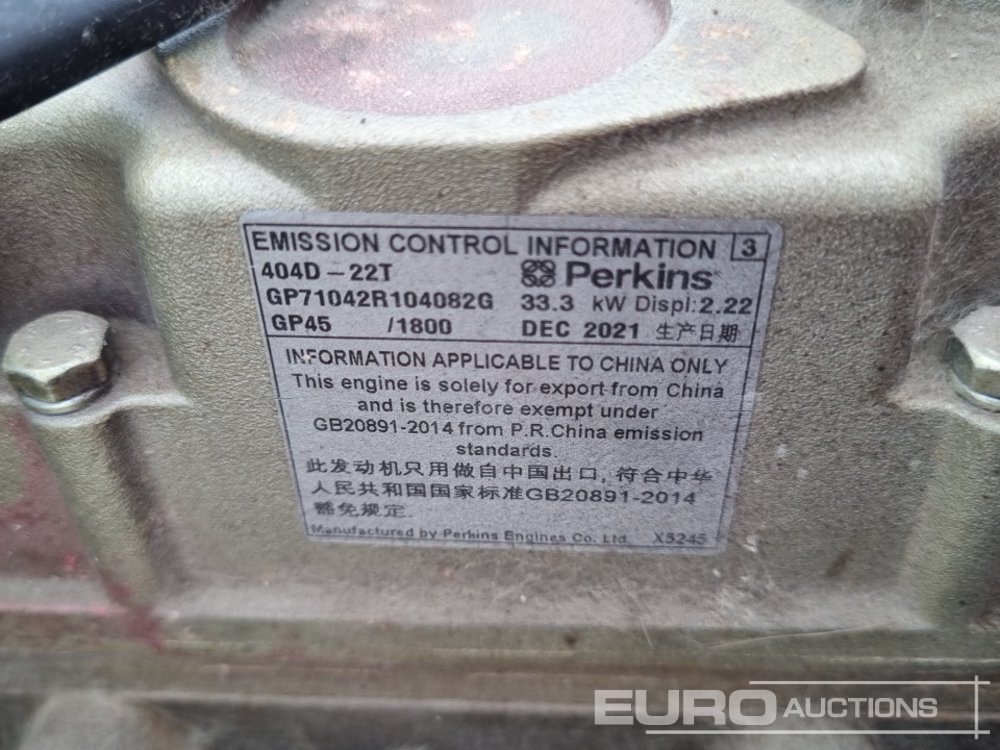 EMISSION CONTROL INFORMATION 3
404D-22T Perkins
GP71042R104082G 33.3 kW Displ:2.22
GP45 /1800 DEC 2021 生产日期
INFORMATION APPLICABLE TO CHINA ONLY
This engine is solely for export from China
and is therefore exempt under
GB20891-2014 from P.R.China emission
standards.
此发动机只用做自中国出口, 符合中华
人民共和国国家标准GB20891-2014
豁免规定.
Manufactured by Perkins Engines Co. Ltd. X5245
EURO AUCTIONS